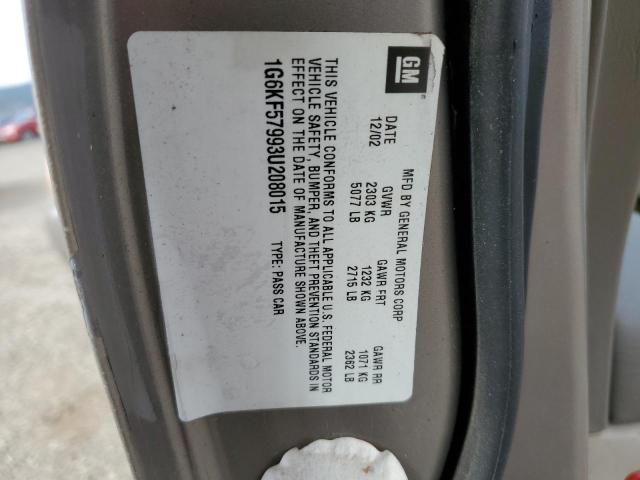 GM
MFD BY GENERAL MOTORS CORP
DATE GVWR GAWR FRT GAWR RR
12/02 2303 KG 1232 KG 1071 KG
5077 LB 2715 LB 2362 LB
THIS VEHICLE CONFORMS TO ALL APPLICABLE U.S. FEDERAL MOTOR
VEHICLE SAFETY, BUMPER, AND THEFT PREVENTION STANDARDS IN
EFFECT ON THE DATE OF MANUFACTURE SHOWN ABOVE.
1G6KF57993U208015 TYPE: PASS CAR